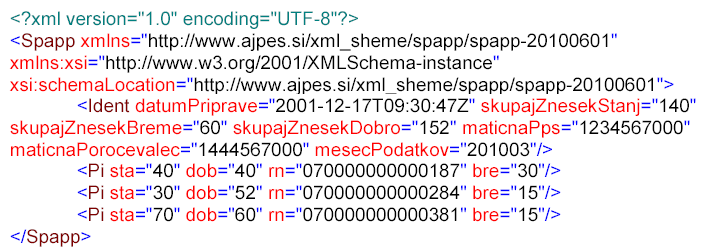 <?xml version="1.0" encoding="UTF-8"?>
<Spapp xmlns="http://www.ajpes.si/xml_sheme/spapp/spapp-20100601"
xmlns:xsi="http://www.w3.org/2001/XMLSchema-instance"
xsi:schemaLocation="http://www.ajpes.si/xml_sheme/spapp/spapp-20100601">
<Ident datumPriprave="2001-12-17T09:30:47Z" skupajZnesekStanj="140"
skupajZnesekBreme="60" skupajZnesekDobro="152" maticnaPps="1234567000"
maticnaPorocevalec="1444567000" mesecPodatkov="201003"/>
<Pi sta="40" dob="40" rn="070000000000187" bre="30"/>
<Pi sta="30" dob="52" rn="070000000000284" bre="15"/>
<Pi sta="70" dob="60" rn="070000000000381" bre="15"/>
</Spapp>